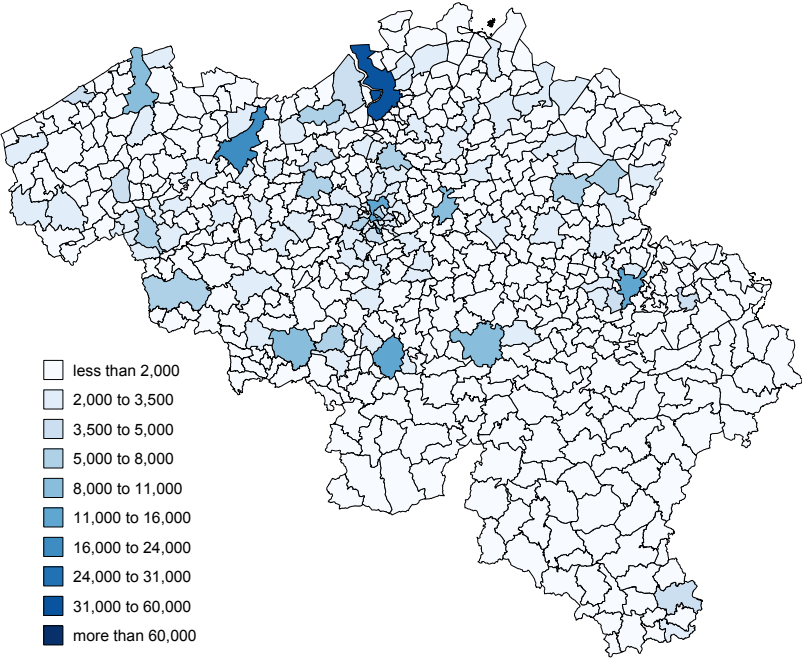 less than 2,000
2,000 to 3,500
3,500 to 5,000
5,000 to 8,000
8,000 to 11,000
11,000 to 16,000
16,000 to 24,000
24,000 to 31,000
31,000 to 60,000
more than 60,000